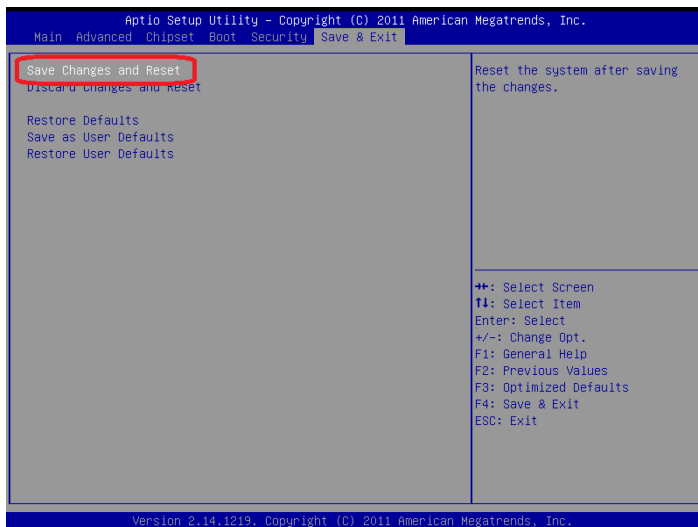 Aptio Setup Utility - Copyright (C) 2011 American Megatrends, Inc.
Main Advanced Chipset Boot Security Save & Exit
Save Changes and Reset
Discard Changes and Reset
Restore Defaults
Save as User Defaults
Restore User Defaults
Reset the system after saving
the changes.
→←: Select Screen
↑↓: Select Item
Enter: Select
+/-: Change Opt.
F1: General Help
F2: Previous Values
F3: Optimized Defaults
F4: Save & Exit
ESC: Exit
Version 2.14.1219. Copyright (C) 2011 American Megatrends, Inc.